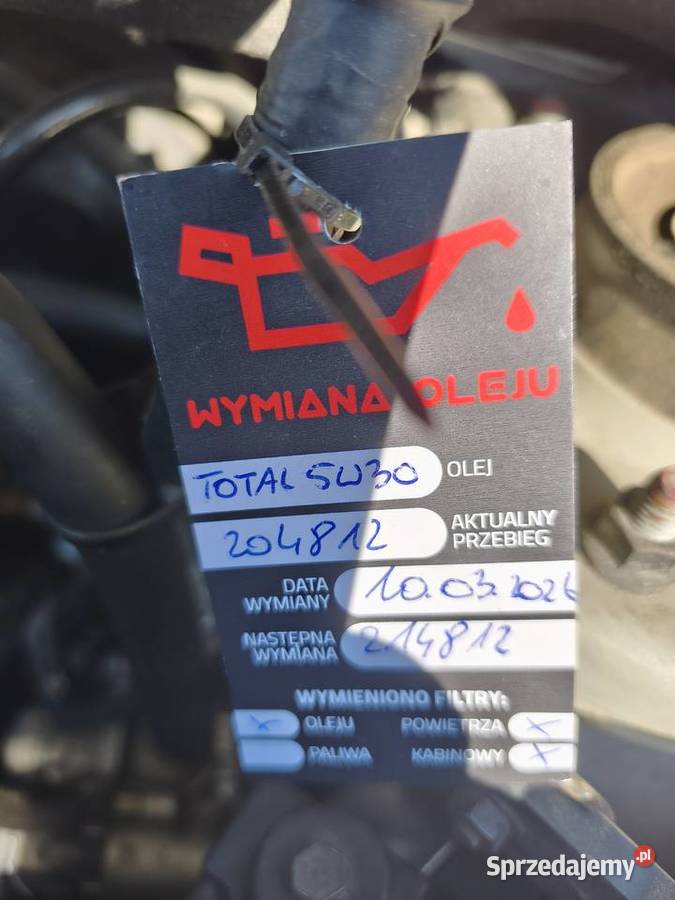 WYMIANA OLEJU
TOTAL 5W30 OLEJ
204812 AKTUALNY PRZEBIEG
DATA WYMIANY 10.03.2026
NASTĘPNA WYMIANA 214812
WYMIENIONO FILTRY:
x OLEJU POWIETRZA x
PALIWA KABINOWY x
Sprzedajemy.pl